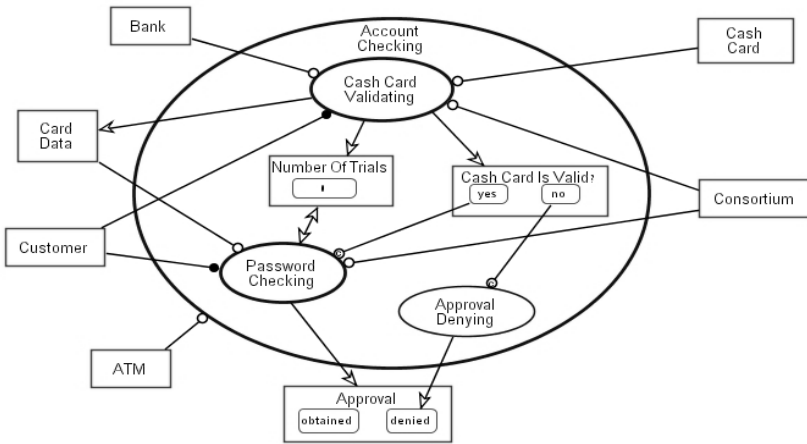 Bank
Account
Checking
Cash
Card
Cash Card
Validating
Card
Data
Number Of Trials
Cash Card Is Valid?
yes
no
Consortium
Customer
Password
Checking
Approval
Denying
ATM
Approval
obtained
denied